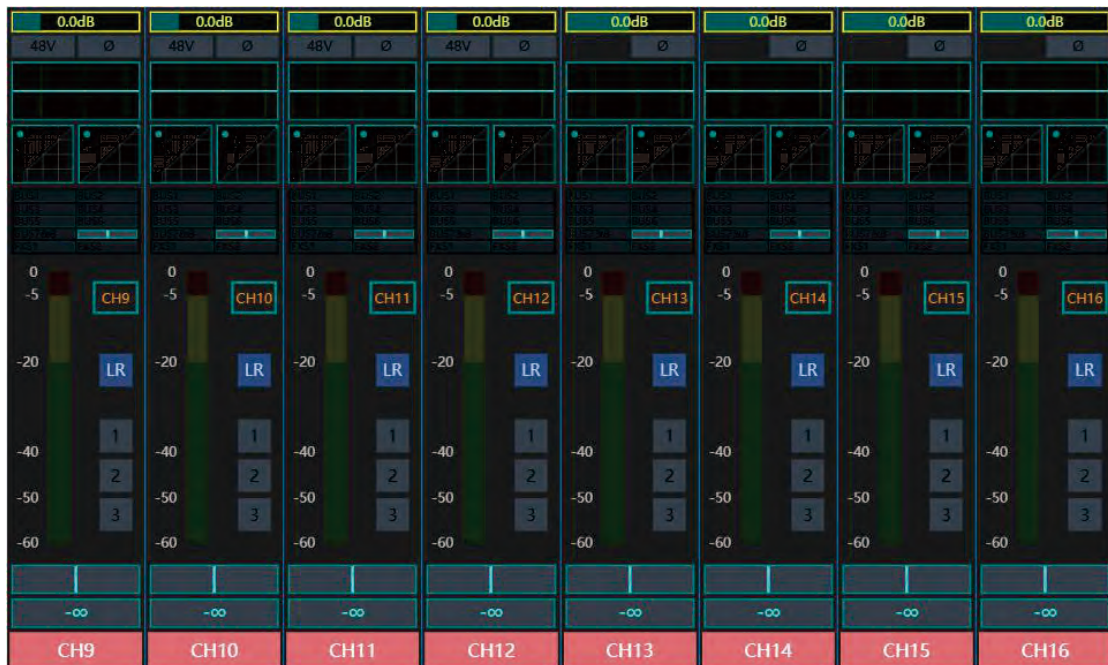 0.0dB 0.0dB 0.0dB 0.0dB 0.0dB 0.0dB 0.0dB 0.0dB
48V Ø 48V Ø 48V Ø 48V Ø Ø Ø Ø Ø
0 0 0 0 0 0 0 0
-5 CH9 -5 CH10 -5 CH11 -5 CH12 -5 CH13 -5 CH14 -5 CH15 -5 CH16
-20 LR -20 LR -20 LR -20 LR -20 LR -20 LR -20 LR -20 LR
1 1 1 1 1 1 1 1
-40 -40 -40 -40 -40 -40 -40 -40
2 2 2 2 2 2 2 2
-50 -50 -50 -50 -50 -50 -50 -50
3 3 3 3 3 3 3 3
-60 -60 -60 -60 -60 -60 -60 -60
-∞ -∞ -∞ -∞ -∞ -∞ -∞ -∞
CH9 CH10 CH11 CH12 CH13 CH14 CH15 CH16